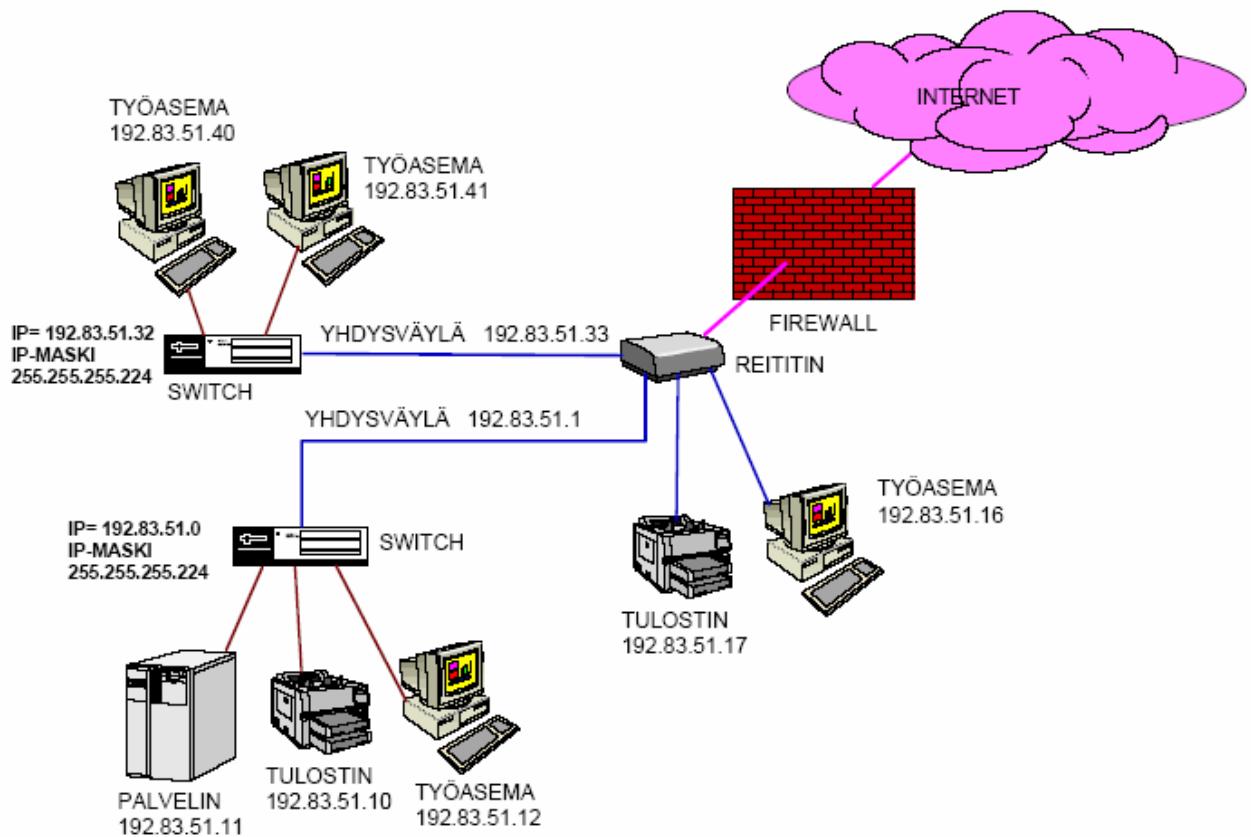 INTERNET
TYÖASEMA
192.83.51.40
TYÖASEMA
192.83.51.41
FIREWALL
IP= 192.83.51.32
IP-MASKI
255.255.255.224
SWITCH
YHDYSVÄYLÄ 192.83.51.33
REITITIN
YHDYSVÄYLÄ 192.83.51.1
TYÖASEMA
192.83.51.16
IP= 192.83.51.0
IP-MASKI
255.255.255.224
SWITCH
TULOSTIN
192.83.51.17
PALVELIN
192.83.51.11
TULOSTIN
192.83.51.10
TYÖASEMA
192.83.51.12